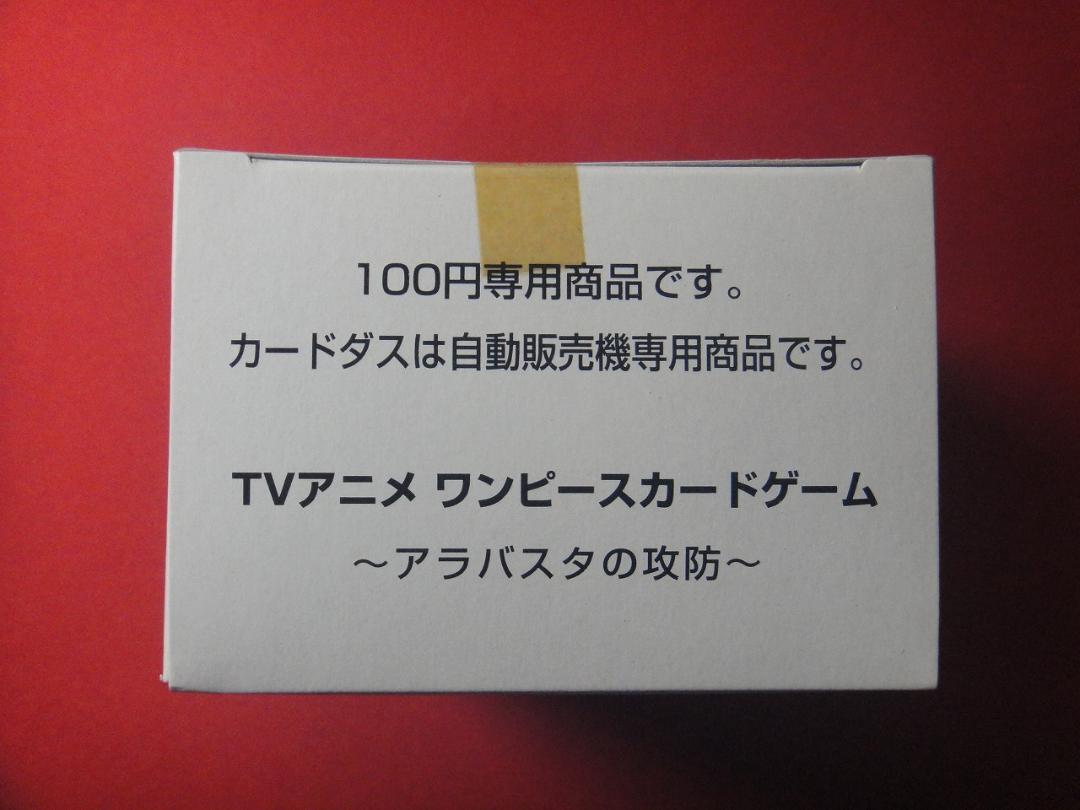 100円専用商品です。
カードダスは自動販売機専用商品です。
TVアニメ ワンピースカードゲーム
～アラバスタの攻防～